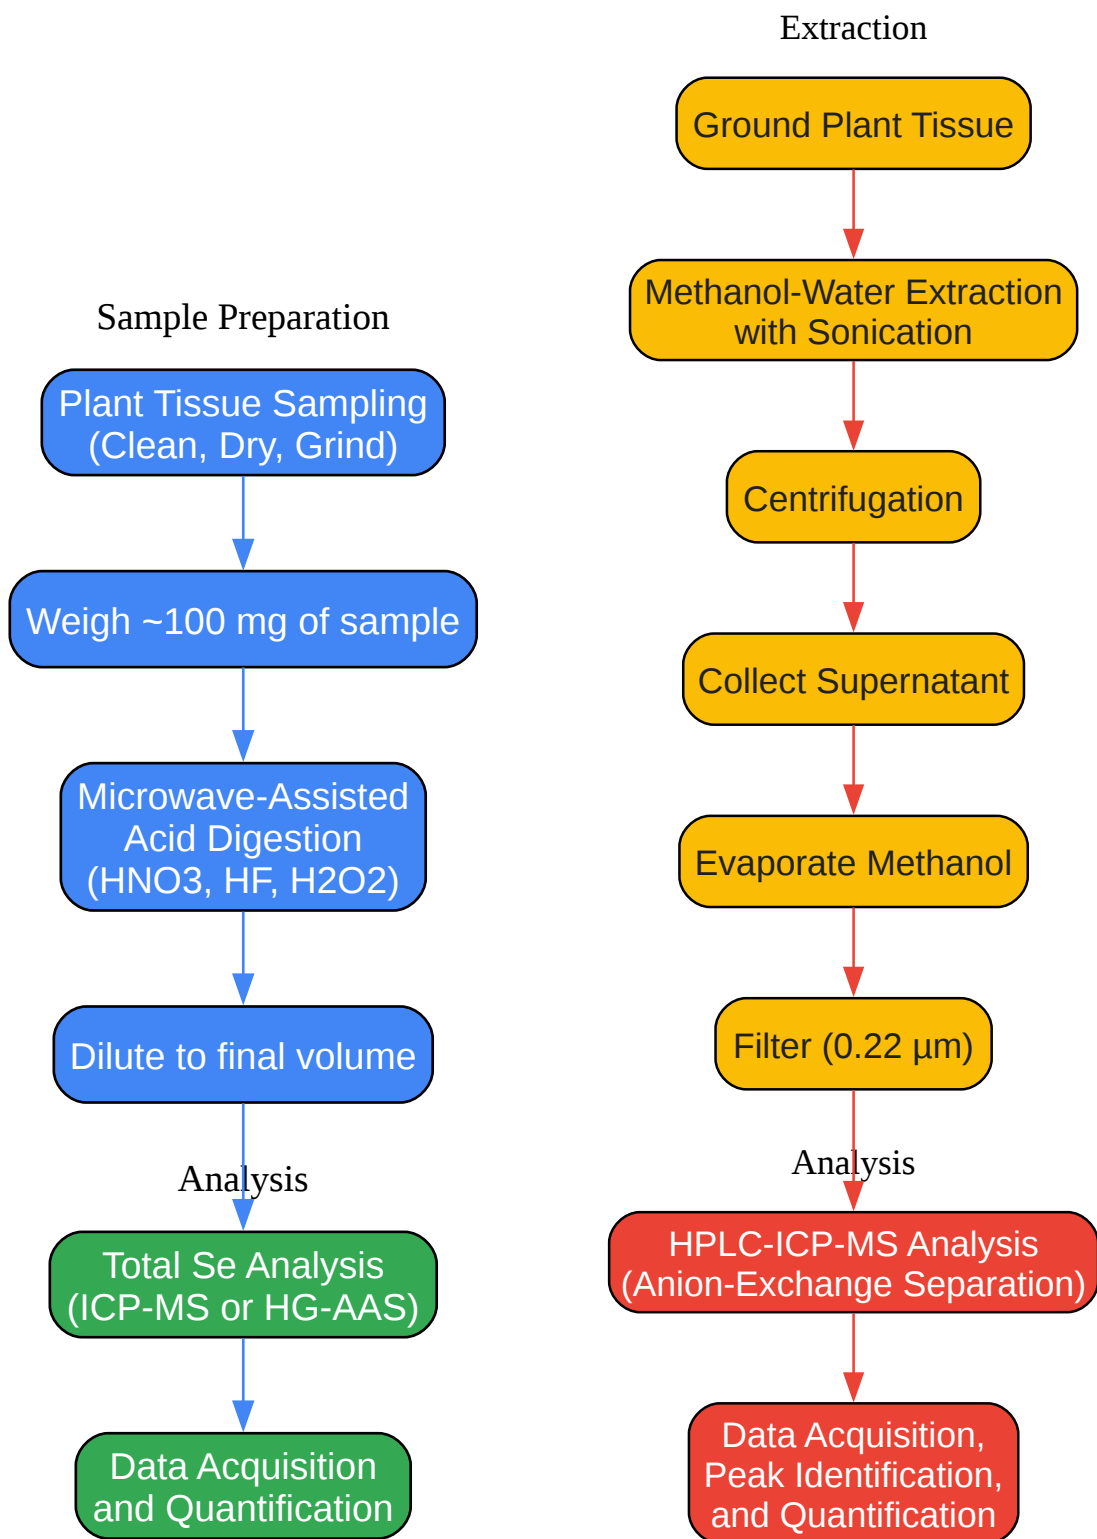 Sample Preparation
Plant Tissue Sampling
(Clean, Dry, Grind)
Weigh ~100 mg of sample
Microwave-Assisted
Acid Digestion
(HNO3, HF, H2O2)
Dilute to final volume
Analysis
Total Se Analysis
(ICP-MS or HG-AAS)
Data Acquisition
and Quantification
Extraction
Ground Plant Tissue
Methanol-Water Extraction
with Sonication
Centrifugation
Collect Supernatant
Evaporate Methanol
Filter (0.22 µm)
Analysis
HPLC-ICP-MS Analysis
(Anion-Exchange Separation)
Data Acquisition,
Peak Identification,
and Quantification